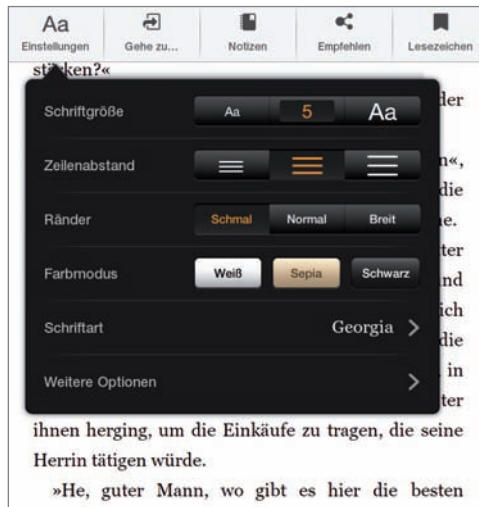 Aa
Einstellungen Gehe zu... Notizen Empfehlen Lesezeichen
stärken?«
der
Schriftgröße Aa 5 Aa
n«,
Zeilenabstand
die
Ränder Schmal Normal Breit
ter
Farbmodus Weiß Sepia Schwarz
nd
ich
Schriftart Georgia
die
in
Weitere Optionen
ter
ihnen herging, um die Einkäufe zu tragen, die seine
Herrin tätigen würde.
»He, guter Mann, wo gibt es hier die besten